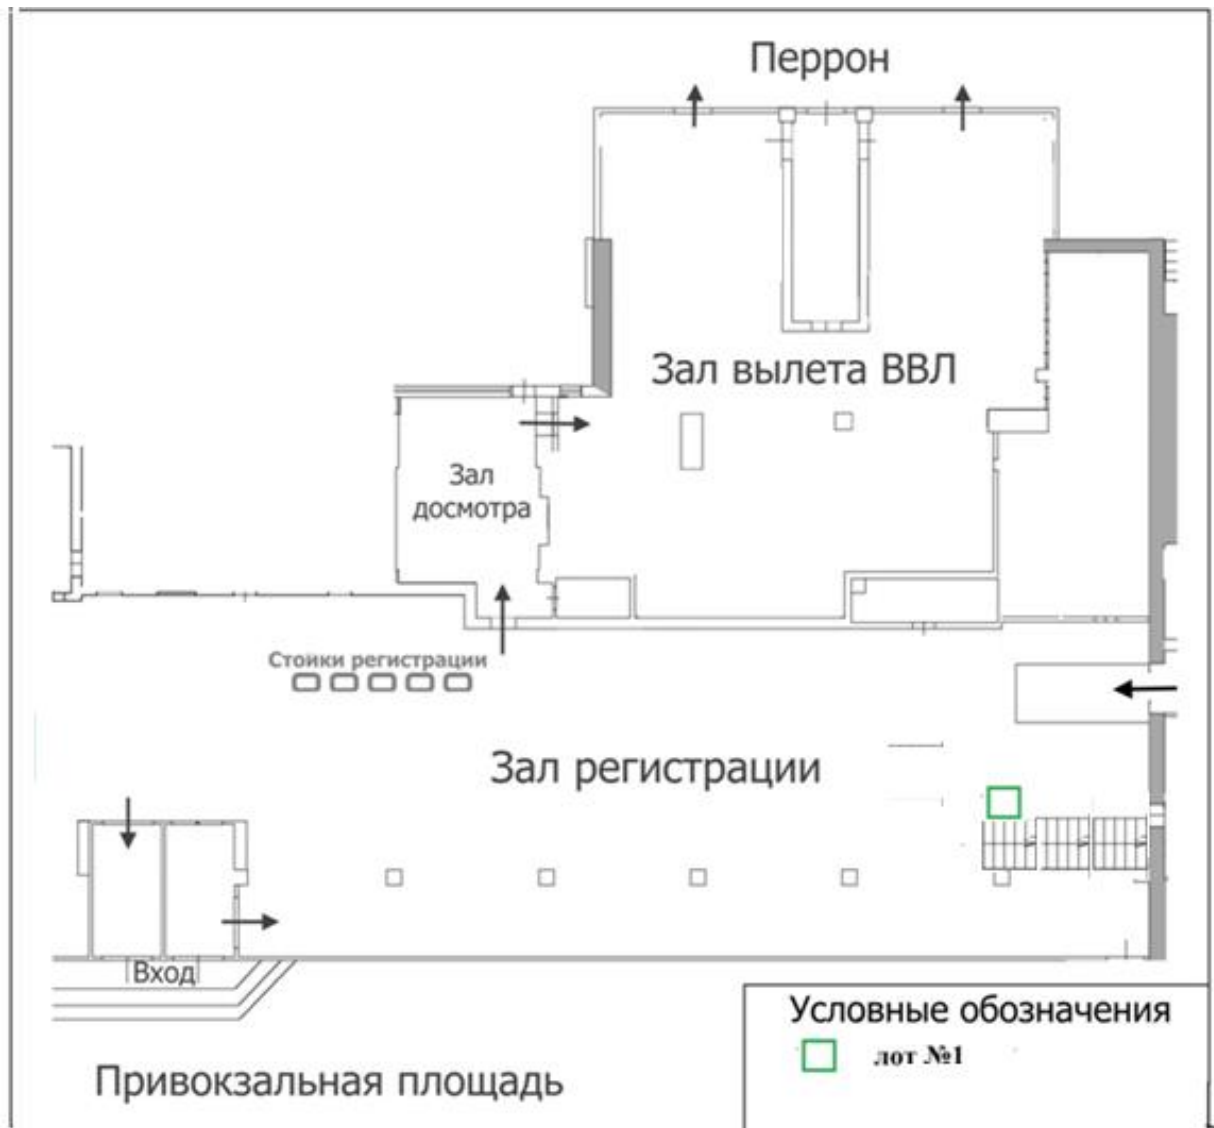 Перрон
Зал вылета ВВЛ
Зал
досмотра
Стойки регистрации
Зал регистрации
Вход
Условные обозначения
лот №1
Привокзальная площадь